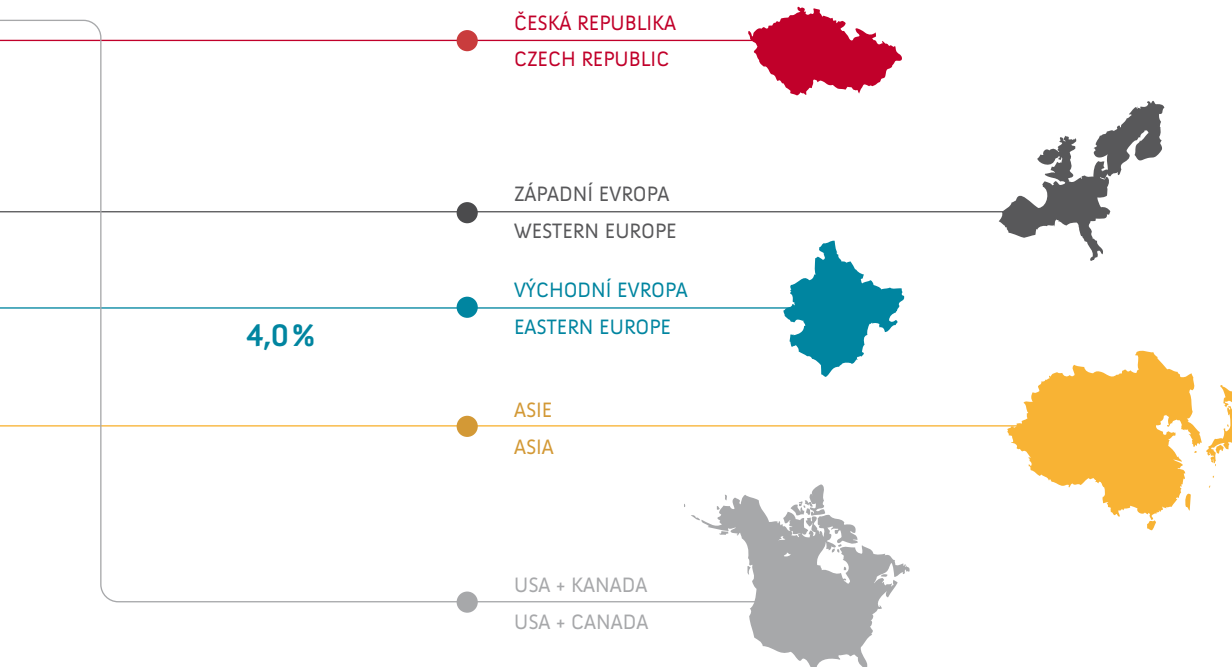 ČESKÁ REPUBLIKA
CZECH REPUBLIC
ZÁPADNÍ EVROPA
WESTERN EUROPE
VÝCHODNÍ EVROPA
EASTERN EUROPE
4,0%
ASIE
ASIA
USA + KANADA
USA + CANADA